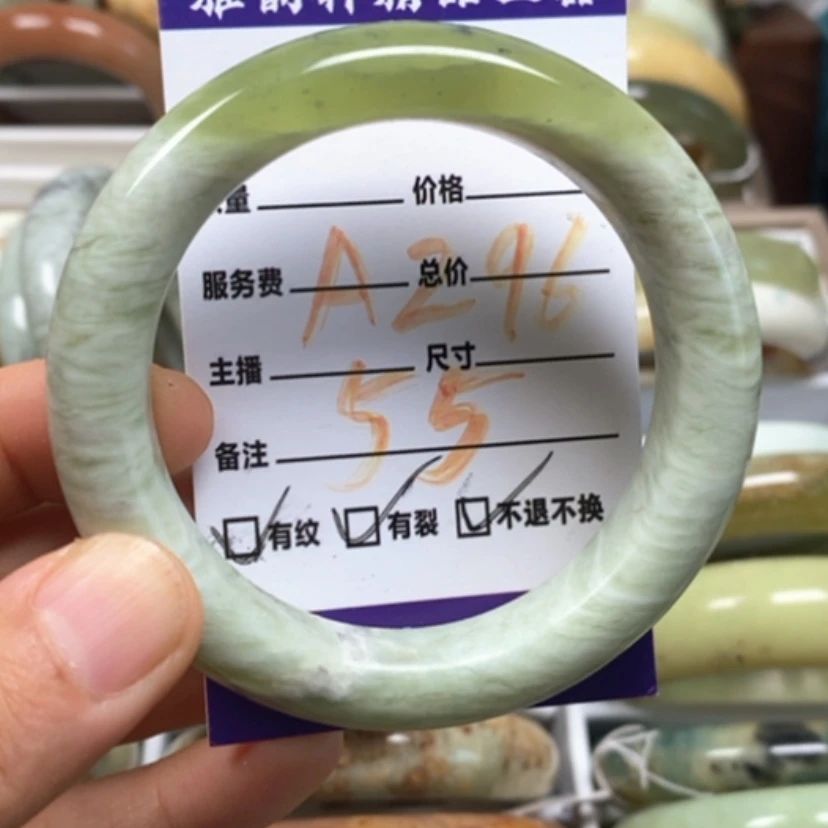 量 价格
服务费 总价
A296
主播 尺寸
55
备注
有纹 有裂 不退不换